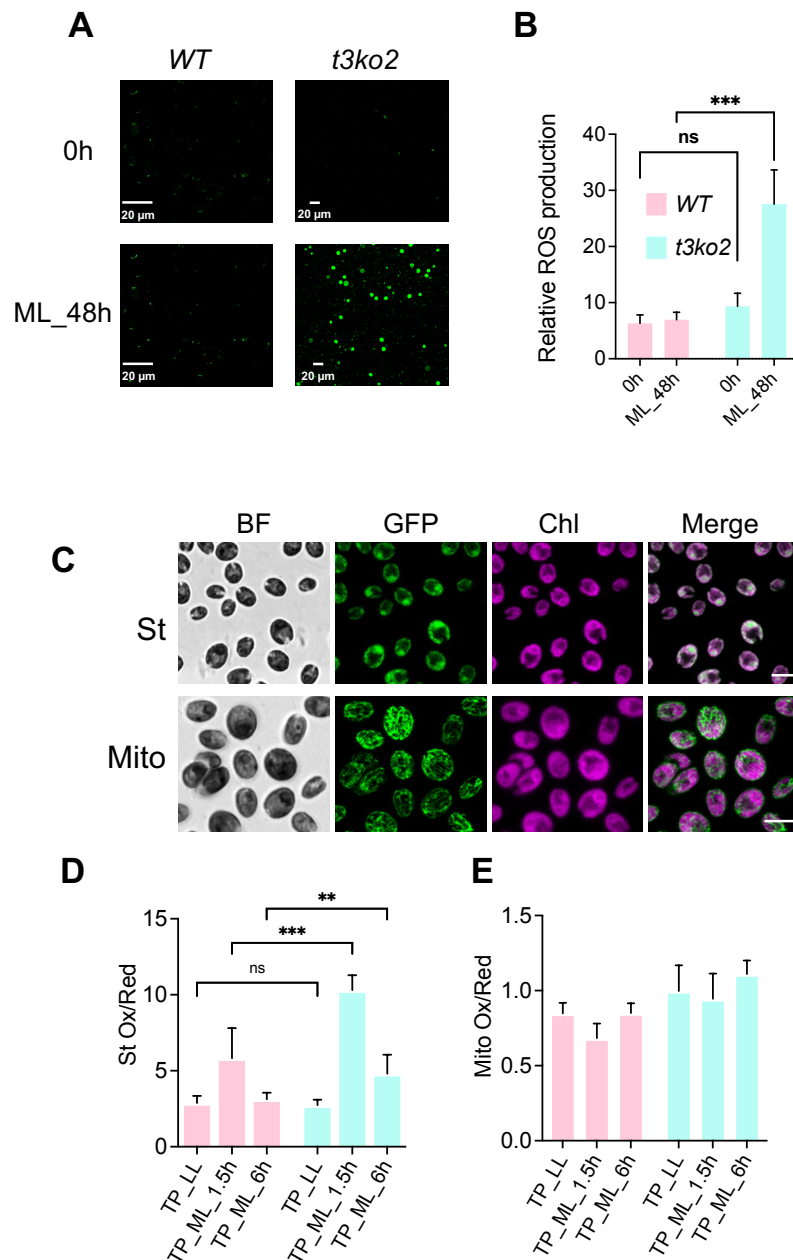 A
WT
t3ko2
0h
20 µm
20 µm
ML_48h
20 µm
20 µm
B
***
ns
Relative ROS production
40
30
20
10
0
WT
t3ko2
0h
ML_48h
0h
ML_48h
C
BF
GFP
Chl
Merge
St
Mito
D
**
***
ns
St Ox/Red
15
10
5
0
TP_LL
TP_ML_1.5h
TP_ML_6h
TP_LL
TP_ML_1.5h
TP_ML_6h
E
Mito Ox/Red
1.5
1.0
0.5
0.0
TP_LL
TP_ML_1.5h
TP_ML_6h
TP_LL
TP_ML_1.5h
TP_ML_6h